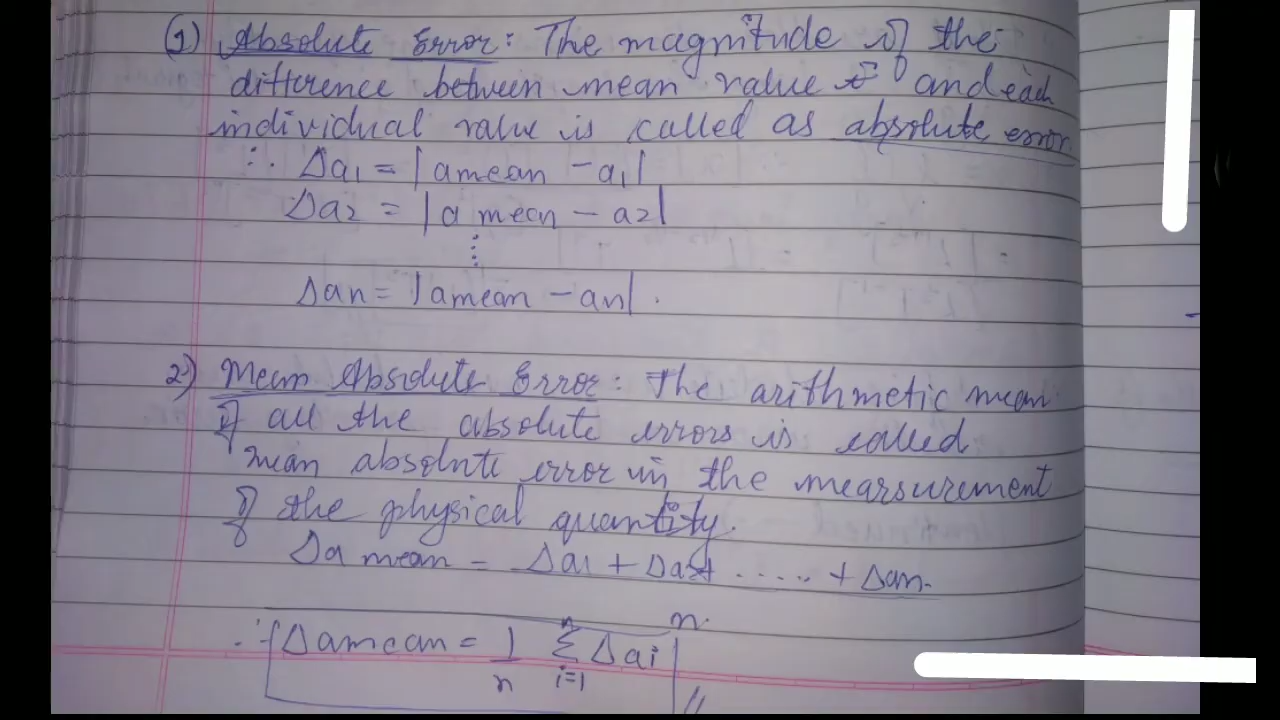 (1) Absolute Error: The magnitude of the
difference between mean value and each
individual value is called as absolute error
∴ Δa1 = |amean - a1|
Δa2 = |a mean - a2|
⋮
Δan = |amean - an|.
2) Mean Absolute Error: The arithmetic mean
of all the absolute errors is called
mean absolute error in the mearsurement
of the physical quantity.
Δa mean = Δa1 + Δa2+ ..... + Δan.
n.
∴ Δamean = 1/n Σ i=1 n Δai